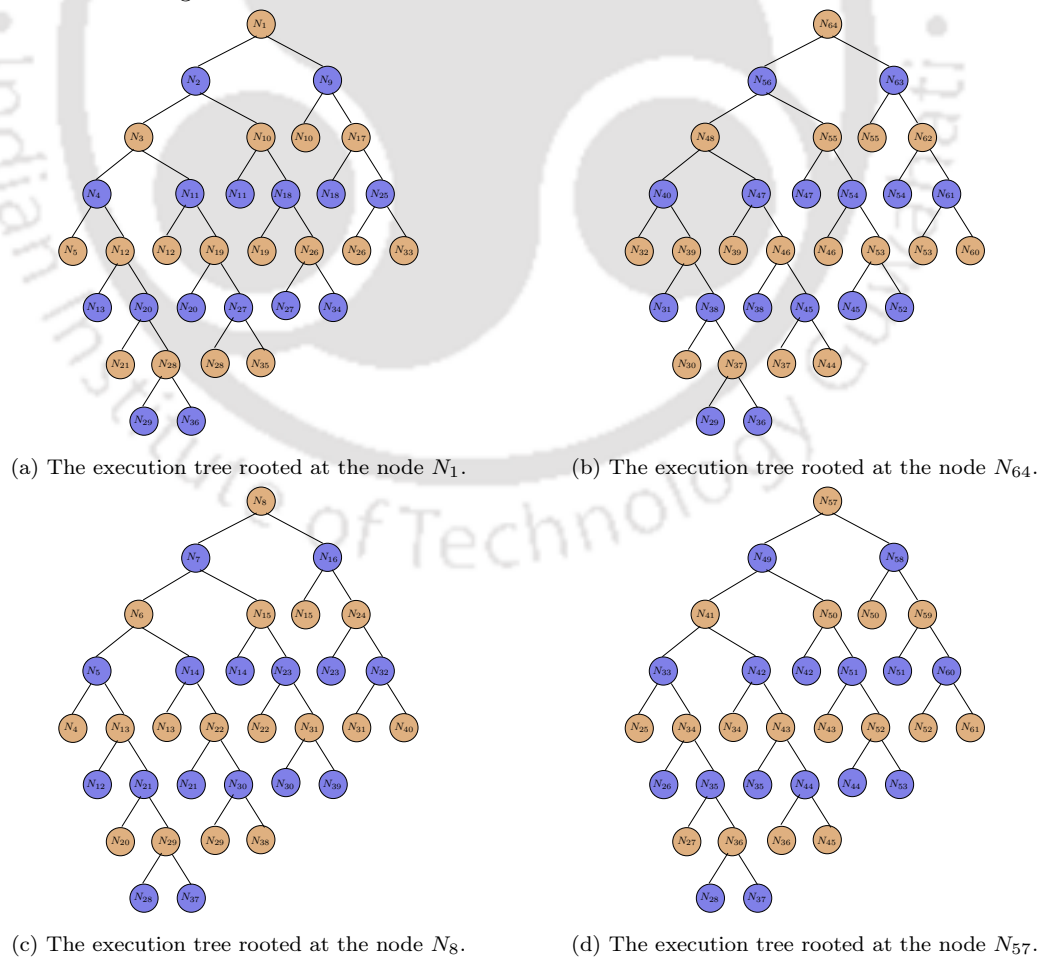 N1 N64
N2 N9 N56 N63
N3 N10 N10 N17 N48 N55 N55 N62
N4 N11 N11 N18 N18 N25 N40 N47 N47 N54 N54 N61
N5 N12 N12 N19 N19 N26 N26 N33 N32 N39 N39 N46 N46 N53 N53 N60
N13 N20 N20 N27 N27 N34 N31 N38 N38 N45 N45 N52
N21 N28 N28 N35 N30 N37 N37 N44
N29 N36 N29 N36
(a) The execution tree rooted at the node N1. (b) The execution tree rooted at the node N64.
N8 N57
N7 N16 N49 N58
N6 N15 N15 N24 N41 N50 N50 N59
N5 N14 N14 N23 N23 N32 N33 N42 N42 N51 N51 N60
N4 N13 N13 N22 N22 N31 N31 N40 N25 N34 N34 N43 N43 N52 N52 N61
N12 N21 N21 N30 N30 N39 N26 N35 N35 N44 N44 N53
N20 N29 N29 N38 N27 N36 N36 N45
N28 N37 N28 N37
(c) The execution tree rooted at the node N8. (d) The execution tree rooted at the node N57.
Indian Institute of Technology Guwahati